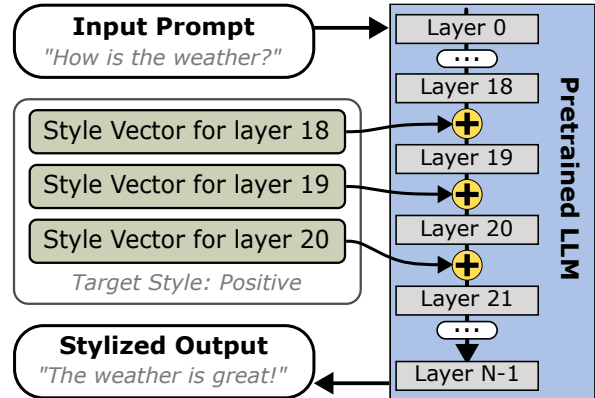 Input Prompt
"How is the weather?"
Style Vector for layer 18
Style Vector for layer 19
Style Vector for layer 20
Target Style: Positive
Stylized Output
"The weather is great!"
Layer 0
...
Layer 18
+
Layer 19
+
Layer 20
+
Layer 21
...
Layer N-1
Pretrained LLM